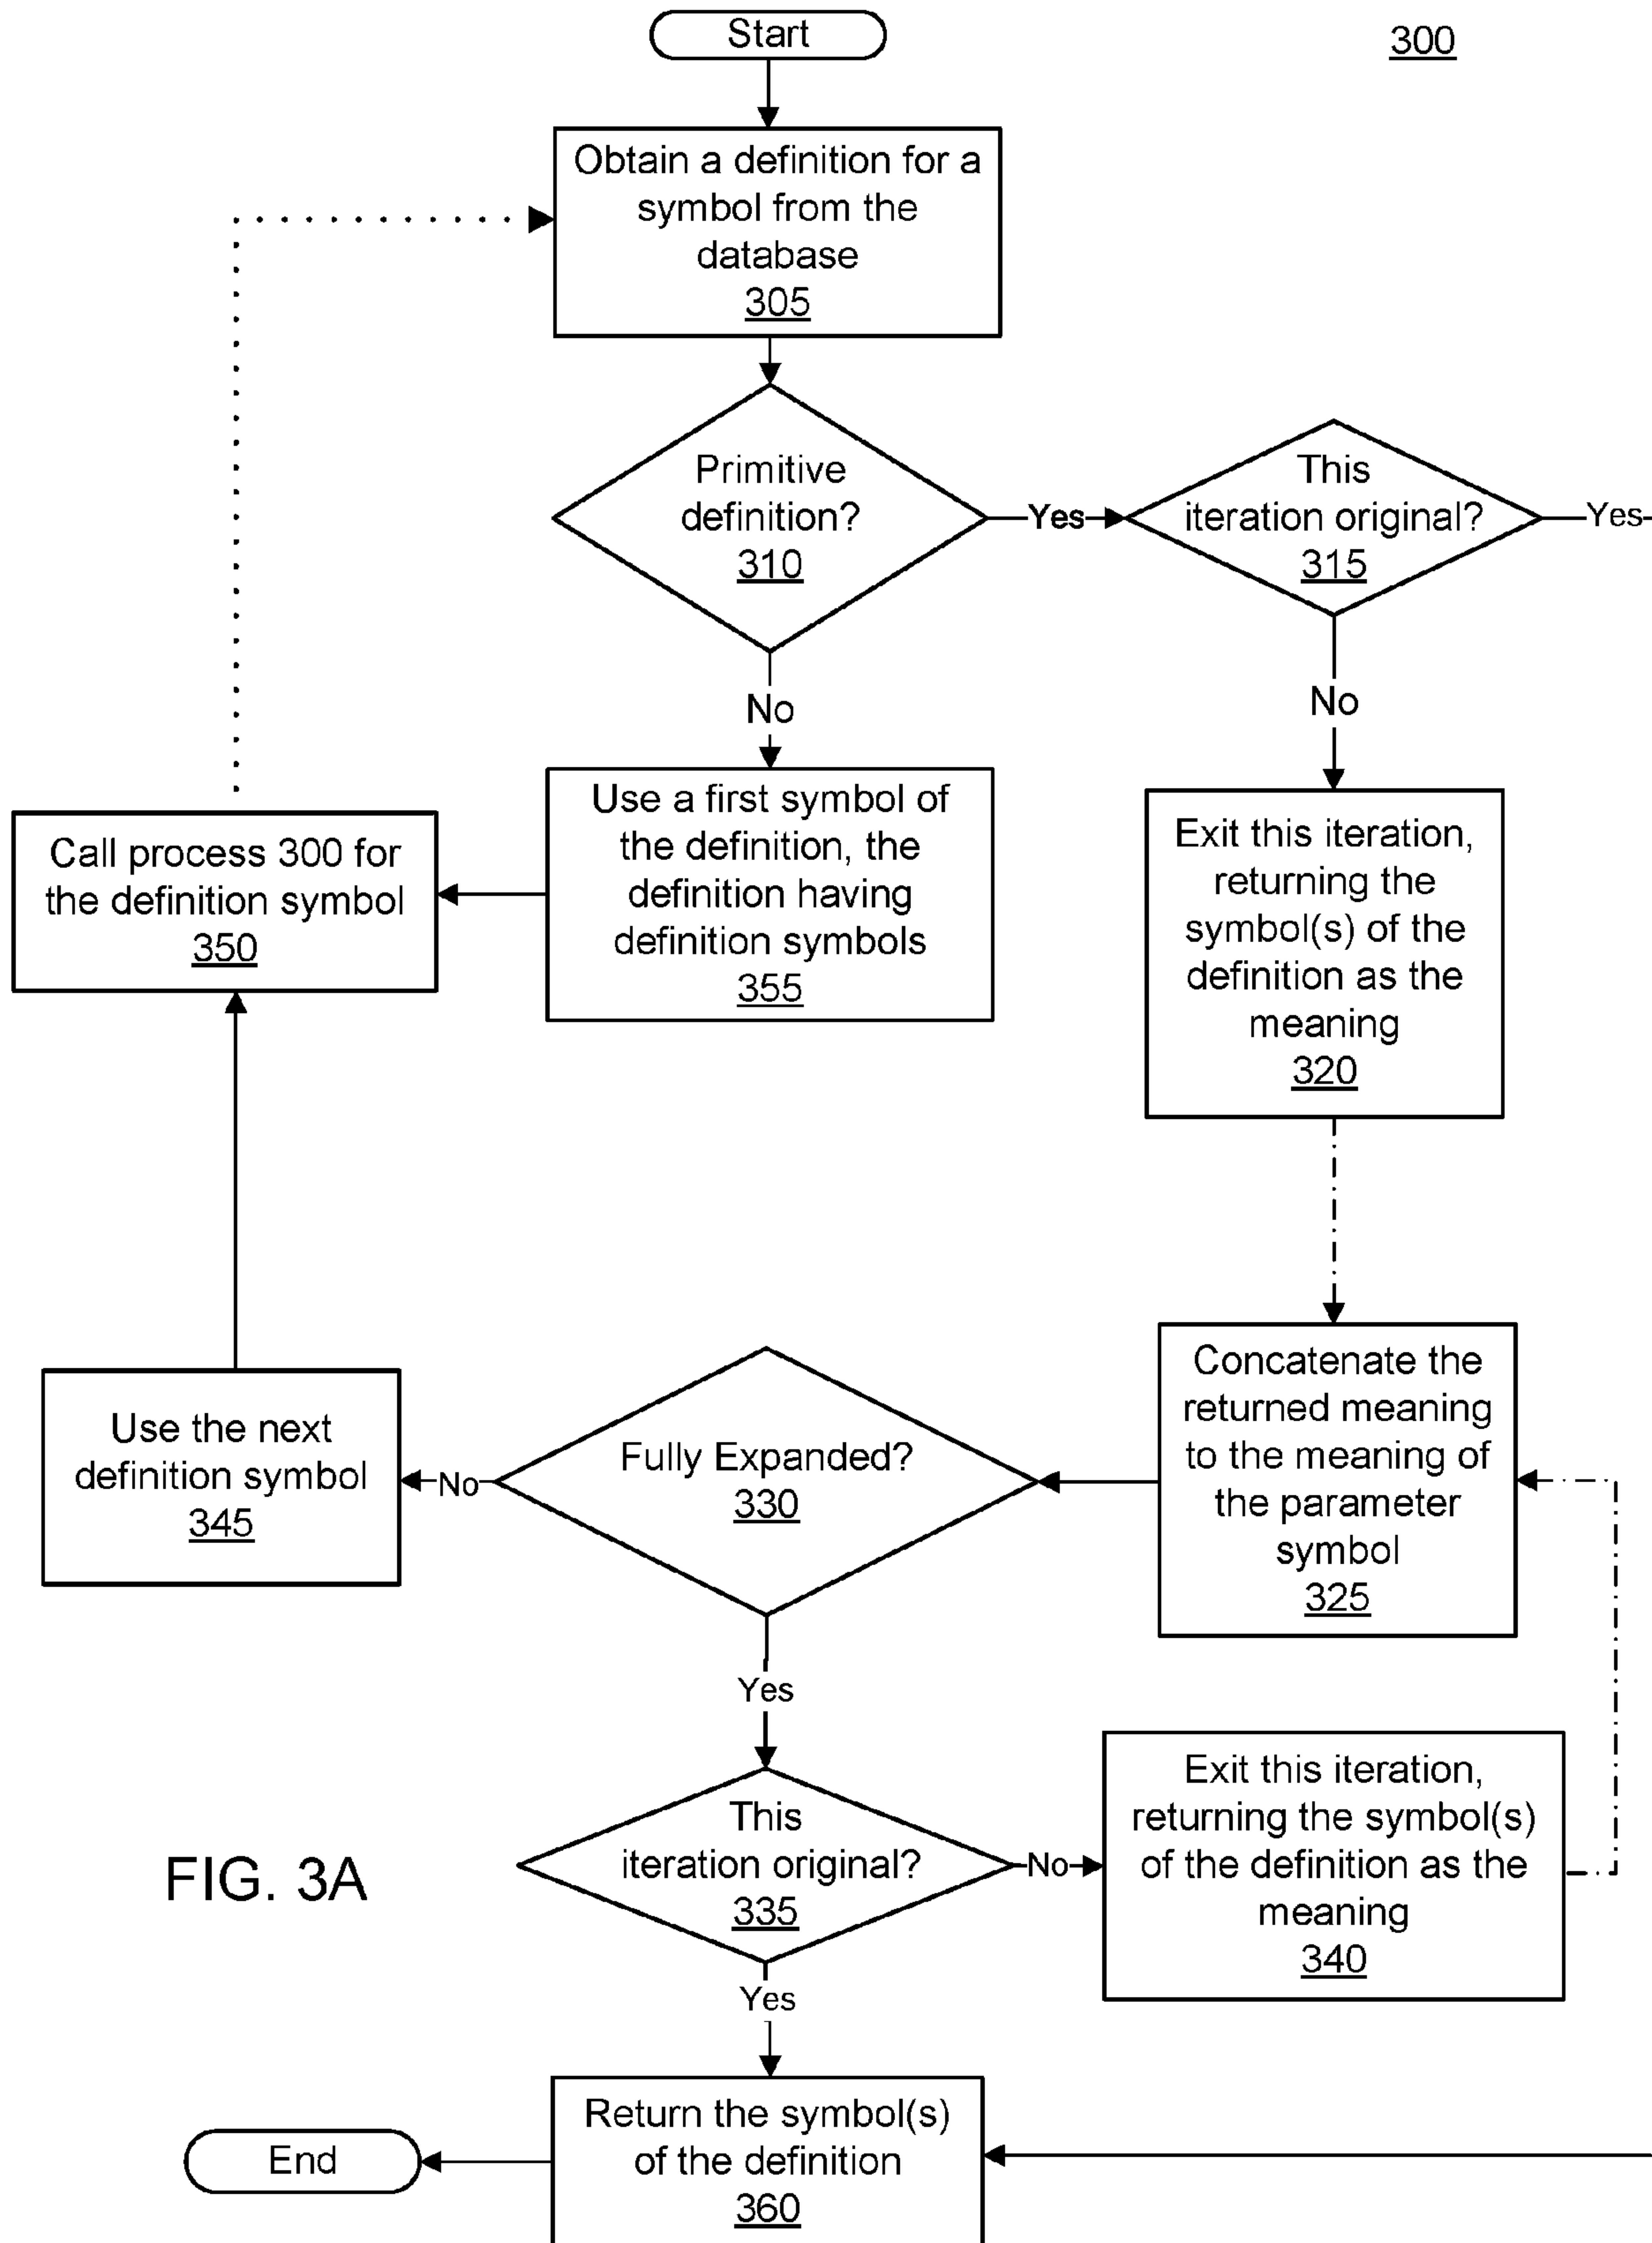 Start
300
Obtain a definition for a
symbol from the
database
305
Primitive
definition?
310
Yes
This
iteration original?
315
Yes
No
No
Use a first symbol of
the definition, the
definition having
definition symbols
355
Call process 300 for
the definition symbol
350
Exit this iteration,
returning the
symbol(s) of the
definition as the
meaning
320
Concatenate the
returned meaning
to the meaning of
the parameter
symbol
325
Fully Expanded?
330
No
Use the next
definition symbol
345
Yes
This
iteration original?
335
No
Exit this iteration,
returning the symbol(s)
of the definition as the
meaning
340
FIG. 3A
Yes
Return the symbol(s)
of the definition
360
End